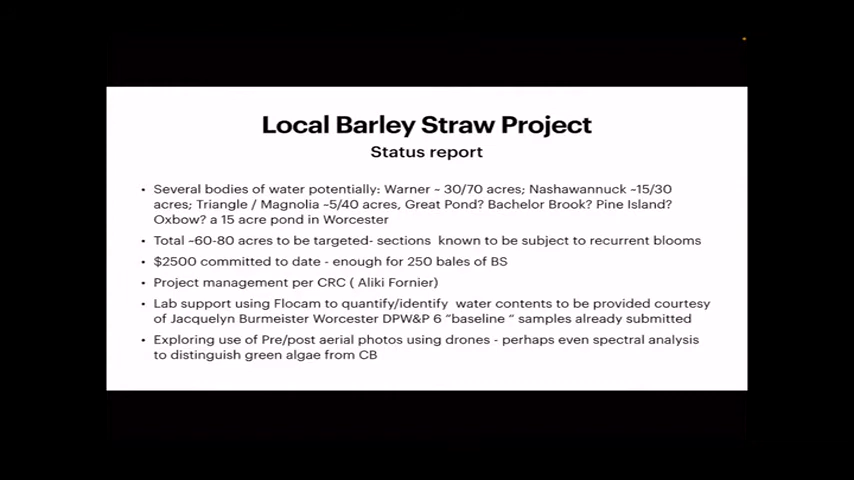 Local Barley Straw Project
Status report
• Several bodies of water potentially: Warner ~ 30/70 acres; Nashawannuck ~15/30
acres; Triangle / Magnolia ~5/40 acres, Great Pond? Bachelor Brook? Pine Island?
Oxbow? a 15 acre pond in Worcester
• Total ~60-80 acres to be targeted- sections known to be subject to recurrent blooms
• $2500 committed to date - enough for 250 bales of BS
• Project management per CRC ( Aliki Fornier)
• Lab support using Flocam to quantify/identify water contents to be provided courtesy
of Jacquelyn Burmeister Worcester DPW&P 6 "baseline " samples already submitted
• Exploring use of Pre/post aerial photos using drones - perhaps even spectral analysis
to distinguish green algae from CB